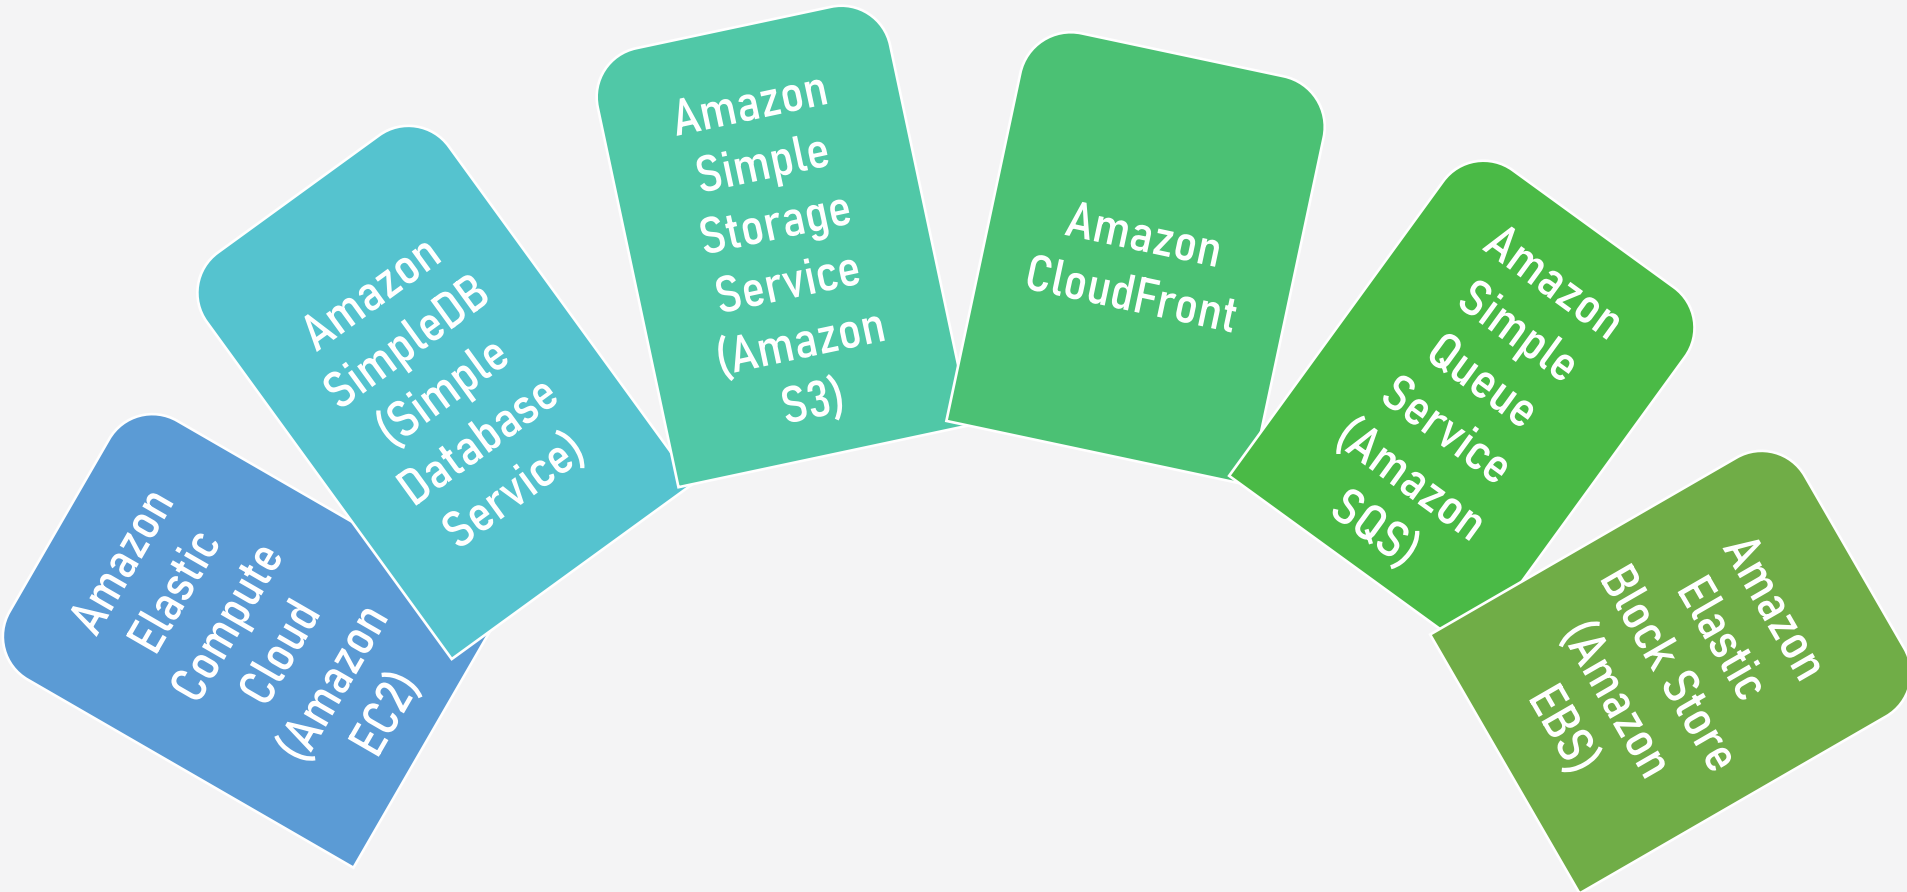 Amazon
Elastic
Compute
Cloud
(Amazon
EC2)
Amazon
SimpleDB
(Simple
Database
Service)
Amazon
Simple
Storage
Service
(Amazon
S3)
Amazon
CloudFront
Amazon
Simple
Queue
Service
(Amazon
SQS)
Amazon
Elastic
Block Store
(Amazon
EBS)